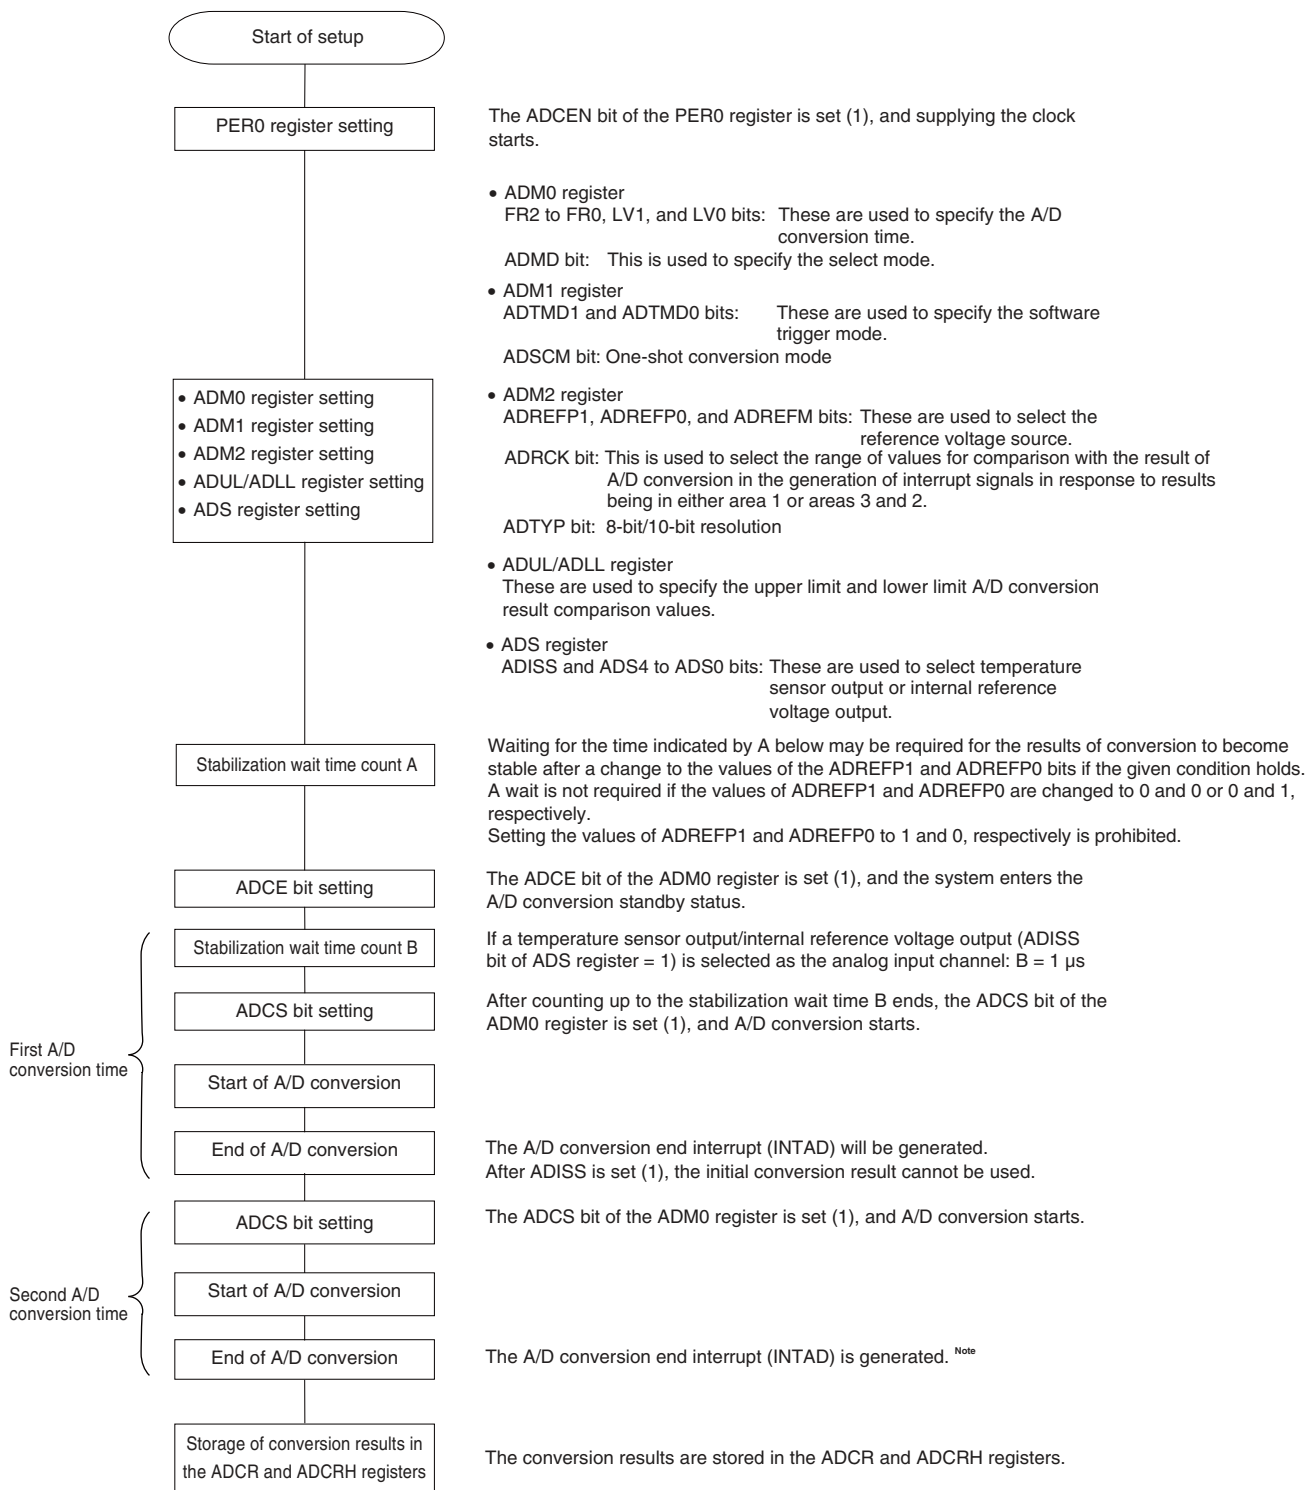 Start of setup
PER0 register setting
The ADCEN bit of the PER0 register is set (1), and supplying the clock
starts.
• ADM0 register
FR2 to FR0, LV1, and LV0 bits: These are used to specify the A/D
conversion time.
ADMD bit: This is used to specify the select mode.
• ADM1 register
ADTMD1 and ADTMD0 bits: These are used to specify the software
trigger mode.
ADSCM bit: One-shot conversion mode
• ADM0 register setting
• ADM1 register setting
• ADM2 register setting
• ADUL/ADLL register setting
• ADS register setting
• ADM2 register
ADREFP1, ADREFP0, and ADREFM bits: These are used to select the
reference voltage source.
ADRCK bit: This is used to select the range of values for comparison with the result of
A/D conversion in the generation of interrupt signals in response to results
being in either area 1 or areas 3 and 2.
ADTYP bit: 8-bit/10-bit resolution
• ADUL/ADLL register
These are used to specify the upper limit and lower limit A/D conversion
result comparison values.
• ADS register
ADISS and ADS4 to ADS0 bits: These are used to select temperature
sensor output or internal reference
voltage output.
Stabilization wait time count A
Waiting for the time indicated by A below may be required for the results of conversion to become
stable after a change to the values of the ADREFP1 and ADREFP0 bits if the given condition holds.
A wait is not required if the values of ADREFP1 and ADREFP0 are changed to 0 and 0 or 0 and 1,
respectively.
Setting the values of ADREFP1 and ADREFP0 to 1 and 0, respectively is prohibited.
ADCE bit setting
The ADCE bit of the ADM0 register is set (1), and the system enters the
A/D conversion standby status.
First A/D
conversion time
Stabilization wait time count B
If a temperature sensor output/internal reference voltage output (ADISS
bit of ADS register = 1) is selected as the analog input channel: B = 1 μs
ADCS bit setting
After counting up to the stabilization wait time B ends, the ADCS bit of the
ADM0 register is set (1), and A/D conversion starts.
Start of A/D conversion
End of A/D conversion
The A/D conversion end interrupt (INTAD) will be generated.
After ADISS is set (1), the initial conversion result cannot be used.
Second A/D
conversion time
ADCS bit setting
The ADCS bit of the ADM0 register is set (1), and A/D conversion starts.
Start of A/D conversion
End of A/D conversion
The A/D conversion end interrupt (INTAD) is generated. Note
Storage of conversion results in
the ADCR and ADCRH registers
The conversion results are stored in the ADCR and ADCRH registers.